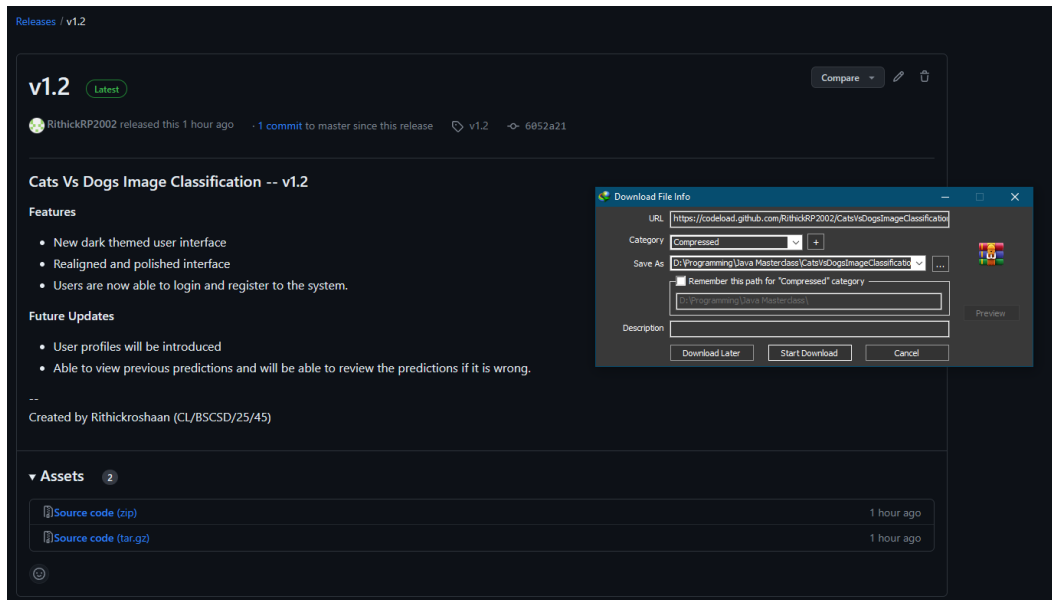 Releases / v1.2
v1.2 Latest
Compare
RithickRP2002 released this 1 hour ago · 1 commit to master since this release v1.2 6052a21
Cats Vs Dogs Image Classification -- v1.2
Features
New dark themed user interface
Realigned and polished interface
Users are now able to login and register to the system.
Future Updates
User profiles will be introduced
Able to view previous predictions and will be able to review the predictions if it is wrong.
--
Created by Rithickroshaan (CL/BSCSD/25/45)
Assets 2
Source code (zip) 1 hour ago
Source code (tar.gz) 1 hour ago
Download File Info
URL https://codeload.github.com/RithickRP2002/CatsVsDogsImageClassification
Category Compressed +
Save As D:\Programming\Java Masterclass\CatsVsDogsImageClassificatio ...
Remember this path for "Compressed" category
D:\Programming\Java Masterclass\
Preview
Description
Download Later Start Download Cancel